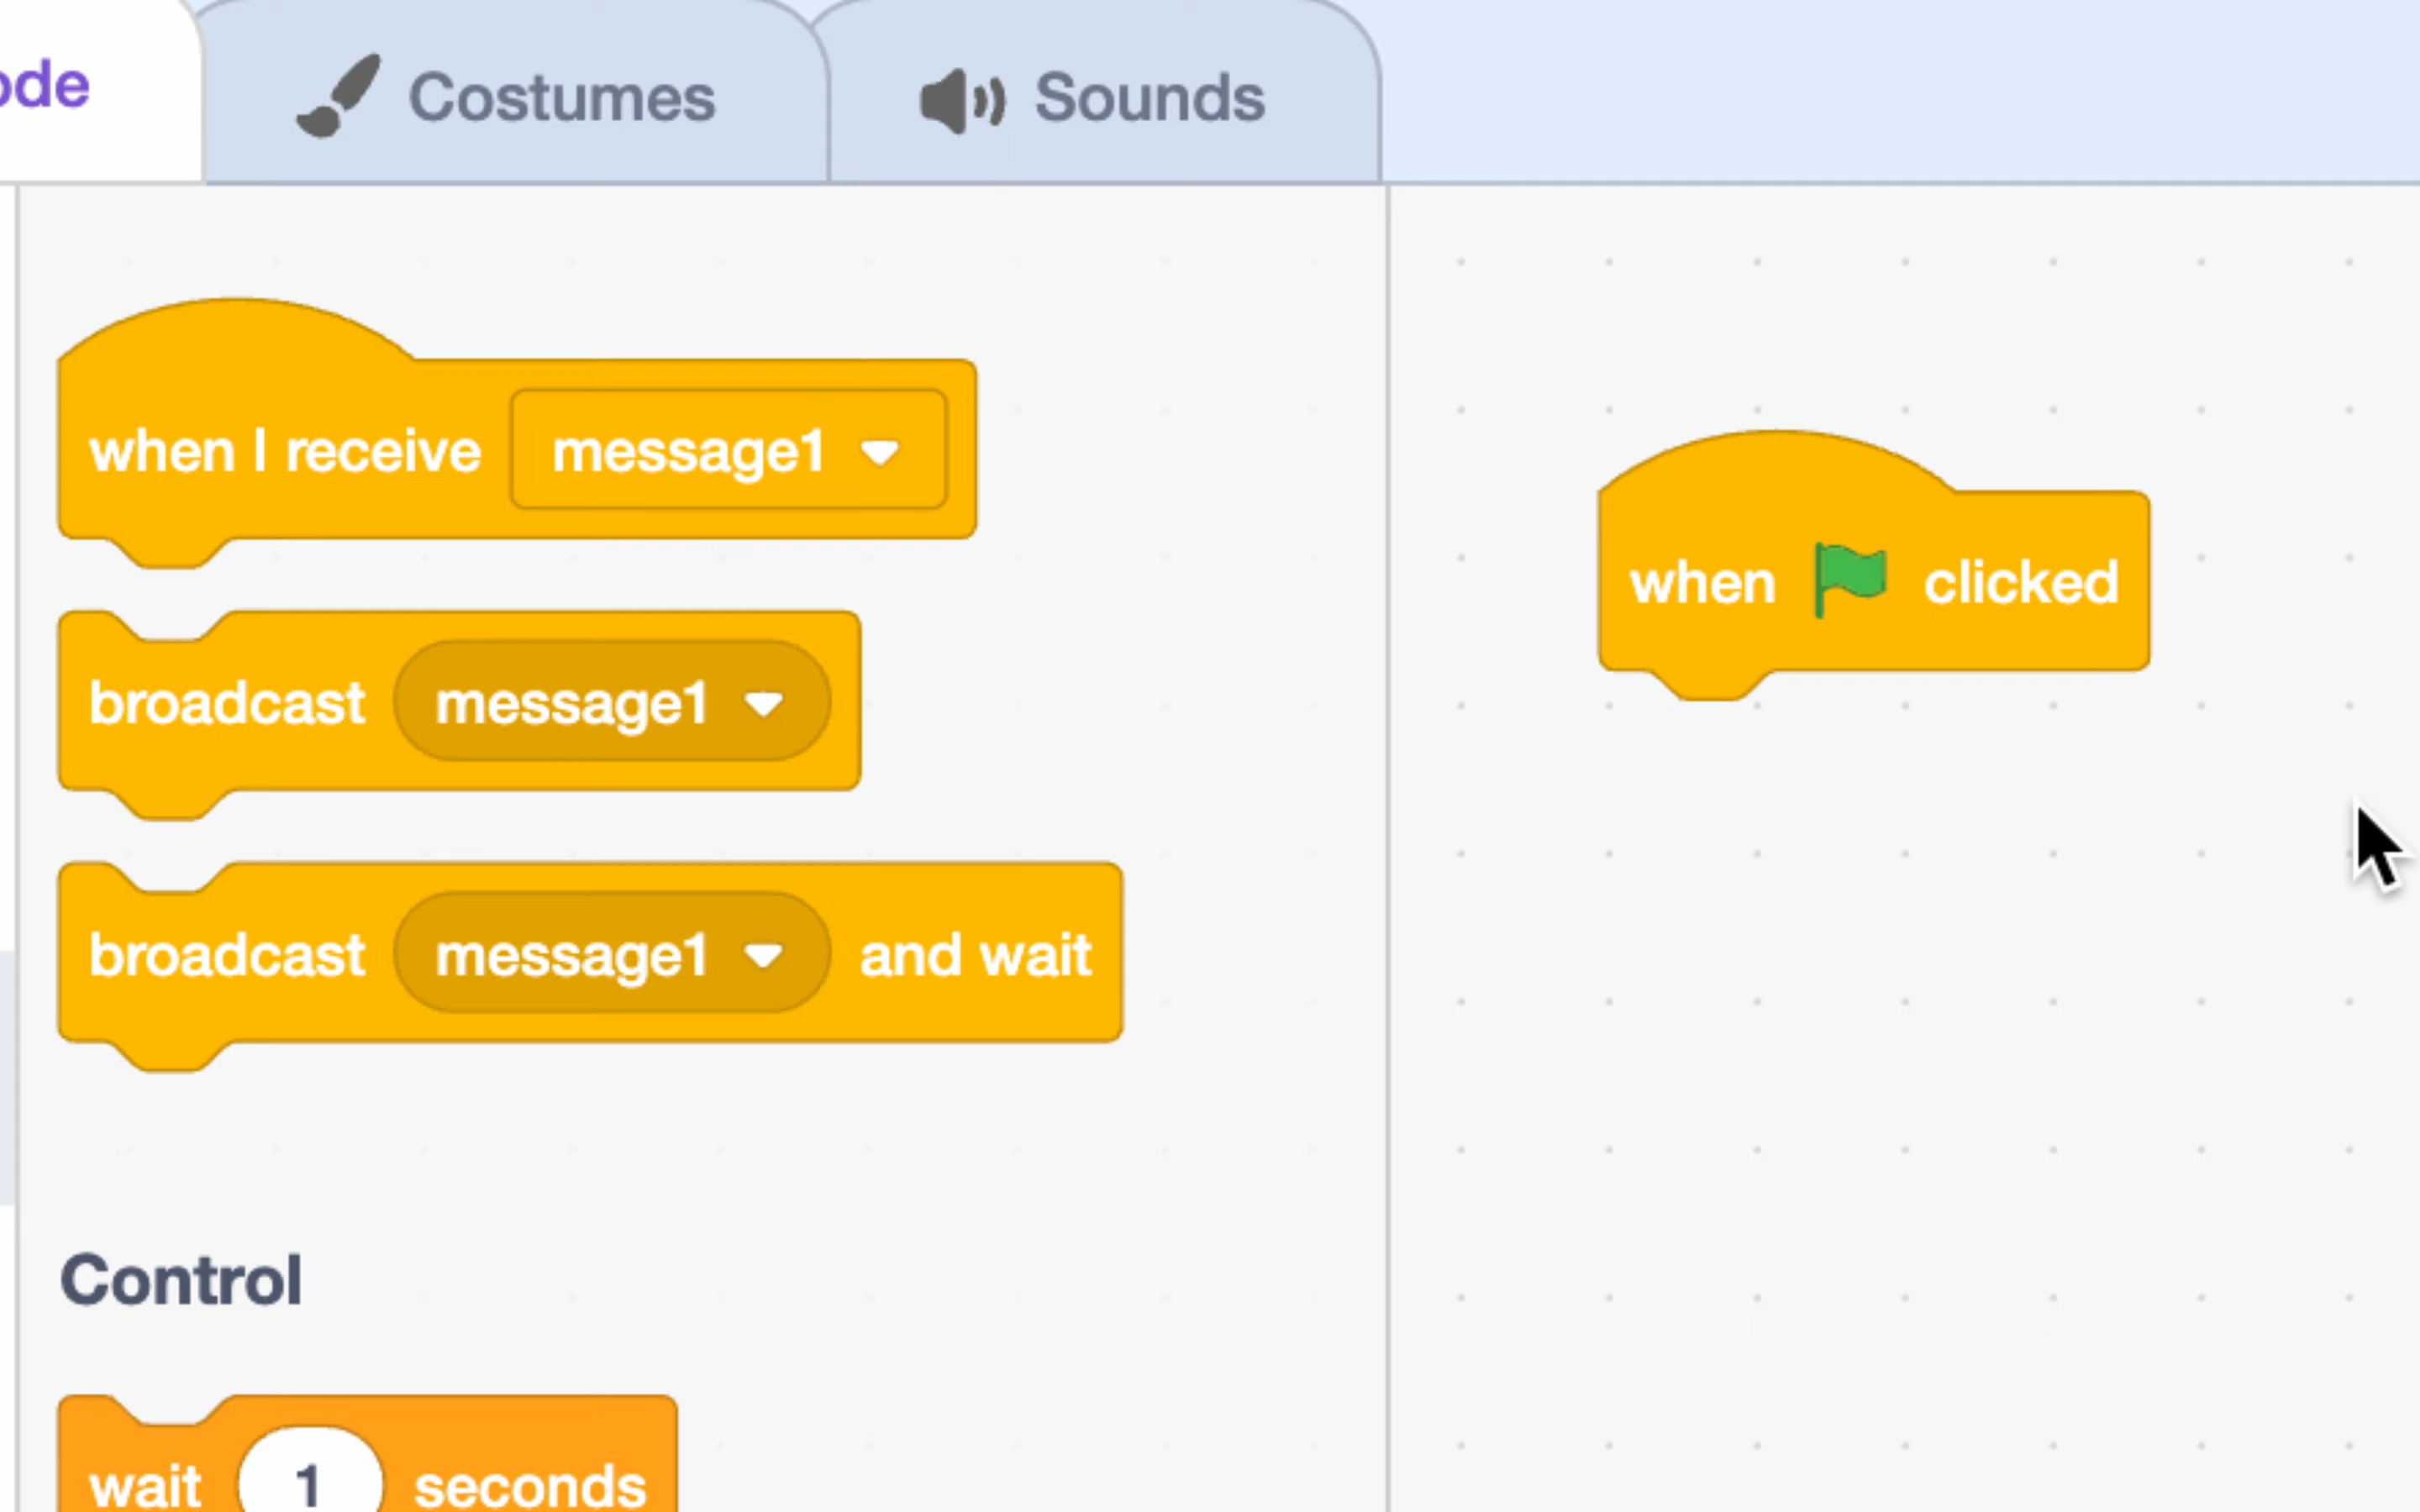 ode Costumes Sounds
when I receive message1
when clicked
broadcast message1
broadcast message1 and wait
Control
wait 1 seconds